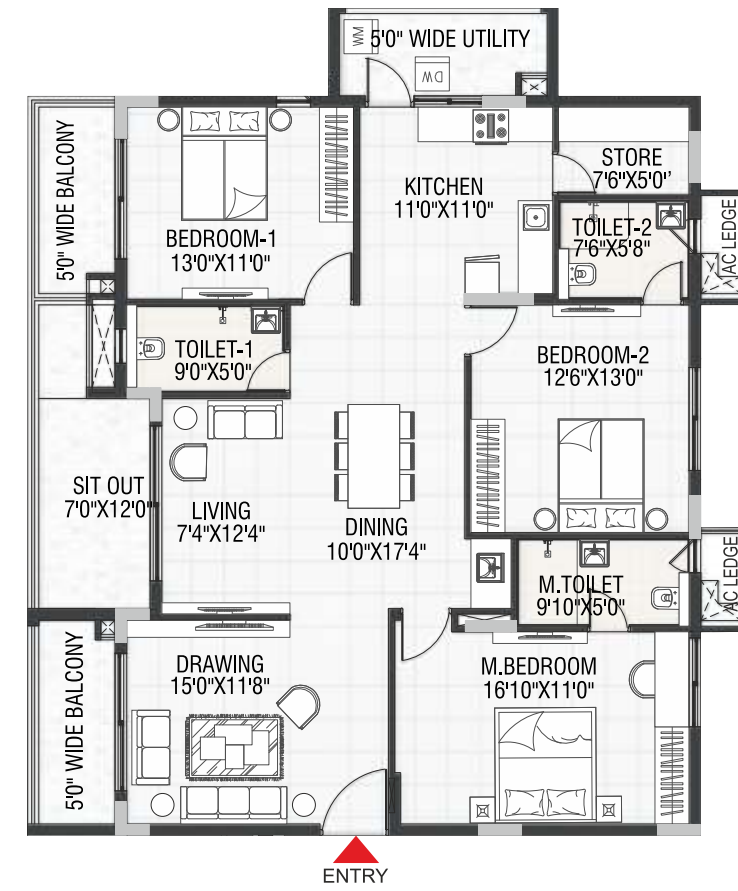 WM
5'0" WIDE UTILITY
DW
5'0" WIDE BALCONY
BEDROOM-1
13'0"X11'0"
KITCHEN
11'0"X11'0"
STORE
7'6"X5'0'
TOILET-2
7'6"X5'8"
AC LEDGE
TOILET-1
9'0"X5'0"
BEDROOM-2
12'6"X13'0"
SIT OUT
7'0"X12'0"
LIVING
7'4"X12'4"
DINING
10'0"X17'4"
M.TOILET
9'10"X5'0"
AC LEDGE
5'0" WIDE BALCONY
DRAWING
15'0"X11'8"
M.BEDROOM
16'10"X11'0"
ENTRY